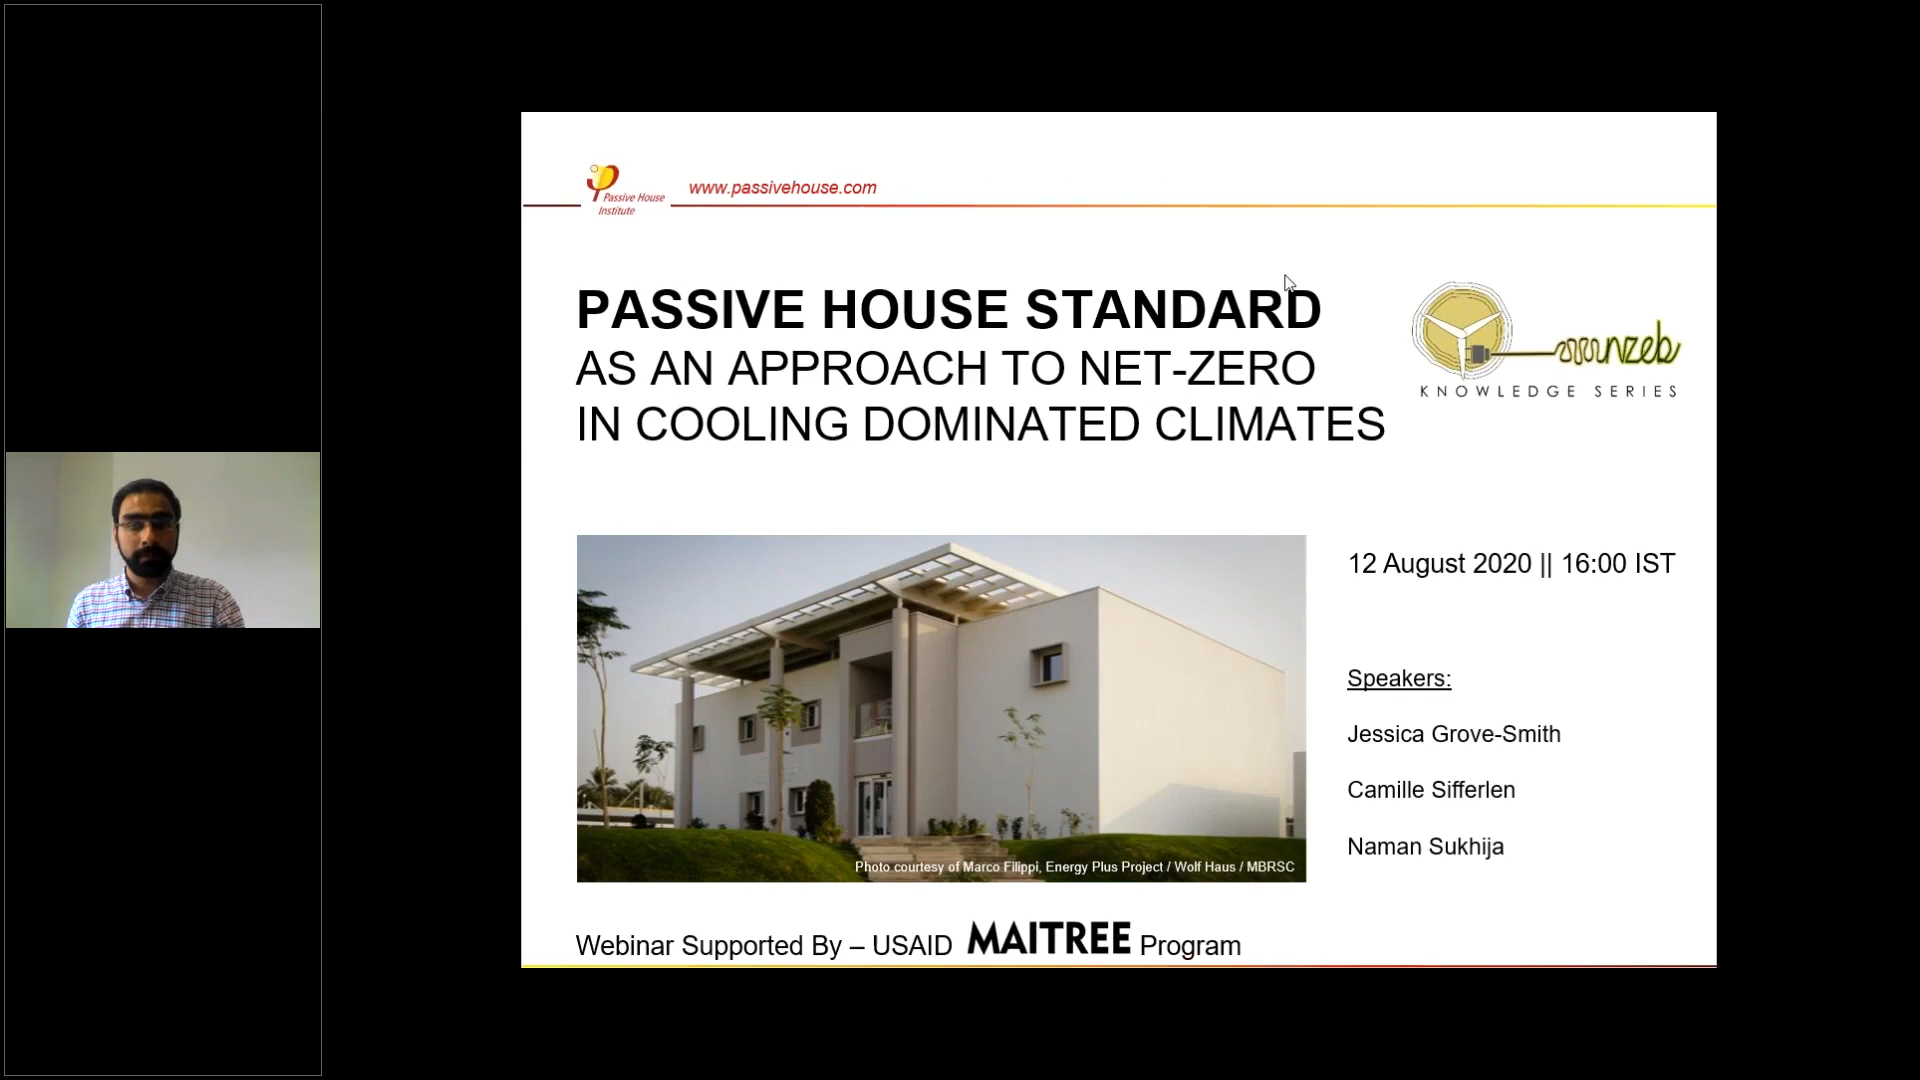 Passive House
Institute
www.passivehouse.com
PASSIVE HOUSE STANDARD
AS AN APPROACH TO NET-ZERO
IN COOLING DOMINATED CLIMATES
nzeb
KNOWLEDGE SERIES
12 August 2020 || 16:00 IST
Speakers:
Jessica Grove-Smith
Camille Sifferlen
Naman Sukhija
Photo courtesy of Marco Filippi, Energy Plus Project / Wolf Haus / MBRSC
Webinar Supported By – USAID MAITREE Program